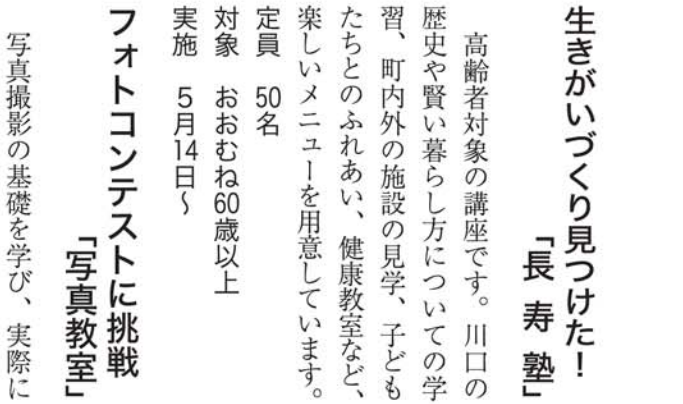 生きがいづくり見つけた!
「長寿塾」
高齢者対象の講座です。川口の
歴史や賢い暮らし方についての学
習、町内外の施設の見学、子ども
たちとのふれあい、健康教室など、
楽しいメニューを用意しています。
定員　50名
対象　おおむね60歳以上
実施　5月14日～
フォトコンテストに挑戦
「写真教室」
写真撮影の基礎を学び、実際に